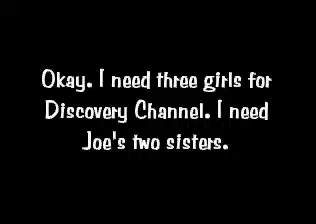 Okay. I need three girls for
Discovery Channel. I need
Joe's two sisters.